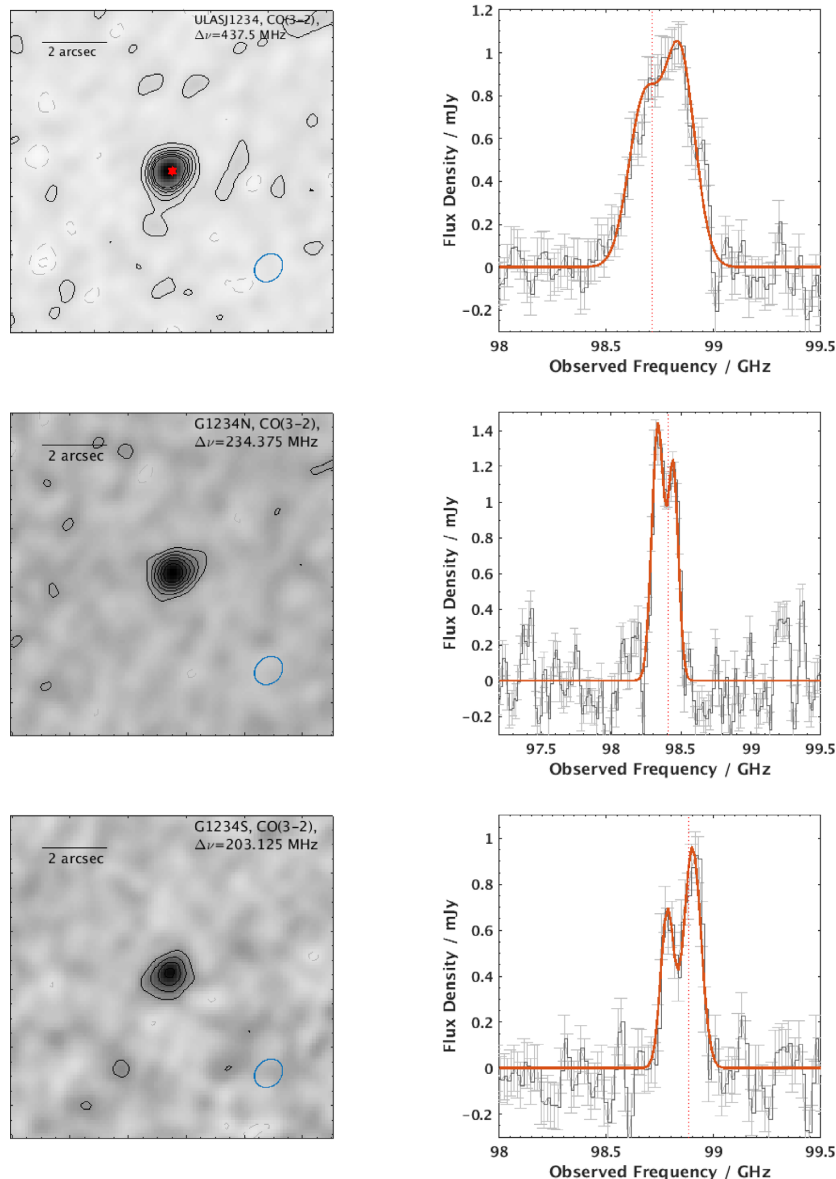 ULASJ1234, CO(3-2),
Δν=437.5 MHz
2 arcsec
1.2
1
0.8
0.6
0.4
0.2
0
-0.2
Flux Density / mJy
98
98.5
99
99.5
Observed Frequency / GHz
G1234N, CO(3-2),
Δν=234.375 MHz
2 arcsec
1.4
1.2
1
0.8
0.6
0.4
0.2
0
-0.2
Flux Density / mJy
97.5
98
98.5
99
99.5
Observed Frequency / GHz
G1234S, CO(3-2),
Δν=203.125 MHz
2 arcsec
1
0.8
0.6
0.4
0.2
0
-0.2
Flux Density / mJy
98
98.5
99
99.5
Observed Frequency / GHz